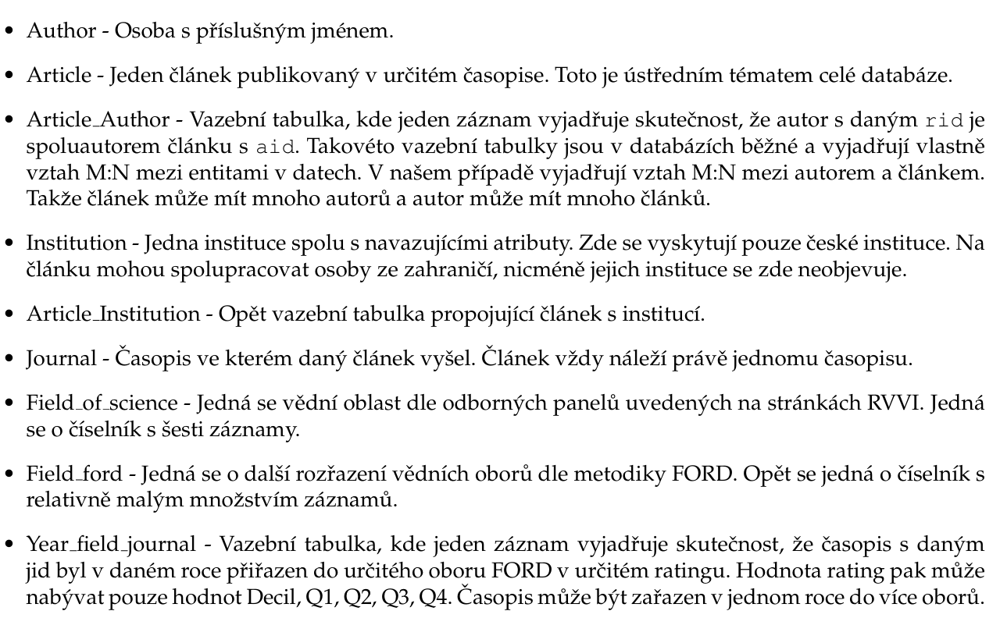 • Author - Osoba s příslušným jménem.
• Article - Jeden článek publikovaný v určitém časopise. Toto je ústředním tématem celé databáze.
• Article_Author - Vazební tabulka, kde jeden záznam vyjadřuje skutečnost, že autor s daným rid je
spoluautorem článku s aid. Takovéto vazební tabulky jsou v databázích běžné a vyjadřují vlastně
vztah M:N mezi entitami v datech. V našem případě vyjadřují vztah M:N mezi autorem a článkem.
Takže článek může mít mnoho autorů a autor může mít mnoho článků.
• Institution - Jedna instituce spolu s navazujícími atributy. Zde se vyskytují pouze české instituce. Na
článku mohou spolupracovat osoby ze zahraničí, nicméně jejich instituce se zde neobjevuje.
• Article_Institution - Opět vazební tabulka propojující článek s institucí.
• Journal - Časopis ve kterém daný článek vyšel. Článek vždy náleží právě jednomu časopisu.
• Field_of_science - Jedná se vědní oblast dle odborných panelů uvedených na stránkách RVVI. Jedná
se o číselník s šesti záznamy.
• Field_ford - Jedná se o další rozřazení vědních oborů dle metodiky FORD. Opět se jedná o číselník s
relativně malým množstvím záznamů.
• Year_field_journal - Vazební tabulka, kde jeden záznam vyjadřuje skutečnost, že časopis s daným
jid byl v daném roce přiřazen do určitého oboru FORD v určitém ratingu. Hodnota rating pak může
nabývat pouze hodnot Decil, Q1, Q2, Q3, Q4. Časopis může být zařazen v jednom roce do více oborů.